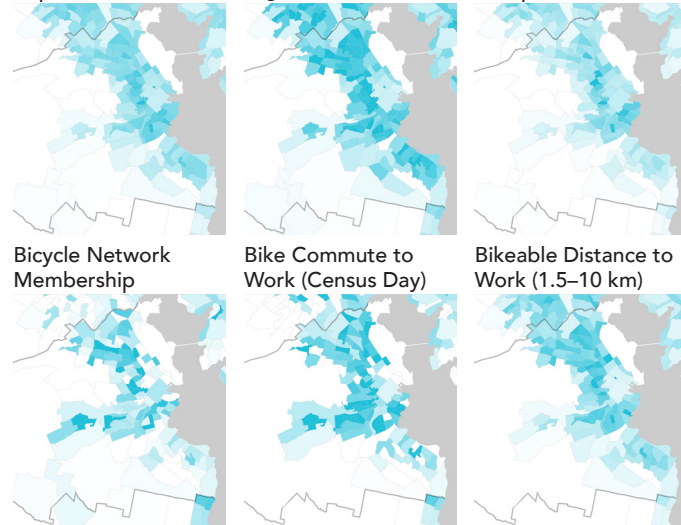 Bicycle Network
Membership
Bike Commute to
Work (Census Day)
Bikeable Distance to
Work (1.5–10 km)